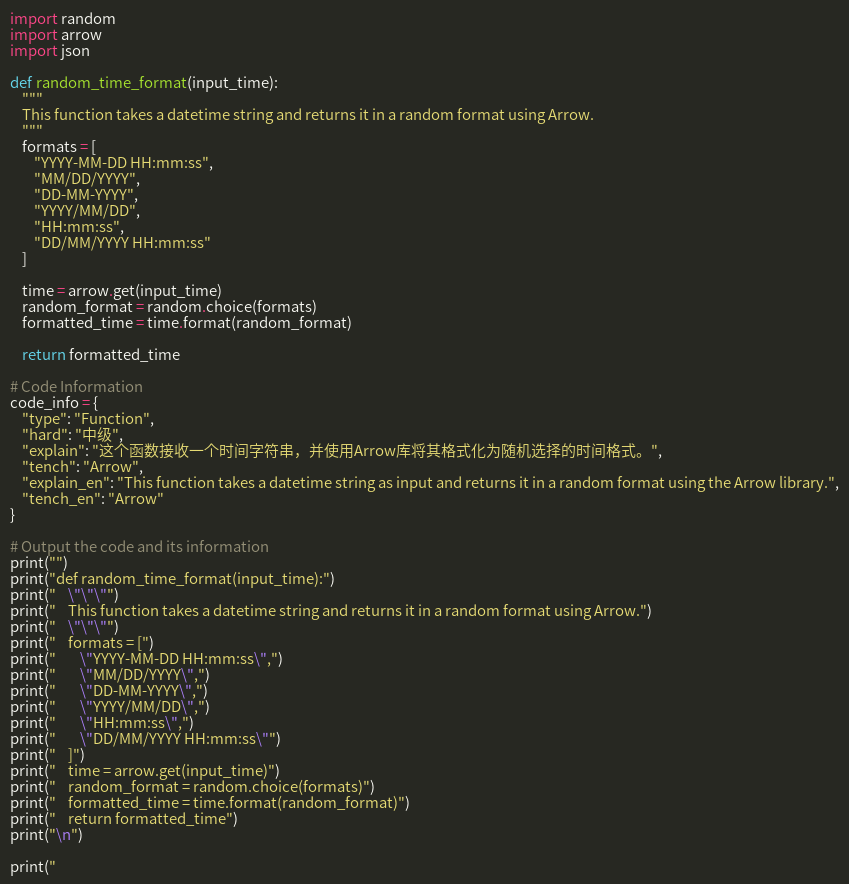 import random
import arrow
import json

def random_time_format(input_time):
    """
    This function takes a datetime string and returns it in a random format using Arrow.
    """
    formats = [
        "YYYY-MM-DD HH:mm:ss",
        "MM/DD/YYYY",
        "DD-MM-YYYY",
        "YYYY/MM/DD",
        "HH:mm:ss",
        "DD/MM/YYYY HH:mm:ss"
    ]

    time = arrow.get(input_time)
    random_format = random.choice(formats)
    formatted_time = time.format(random_format)

    return formatted_time

# Code Information
code_info = {
    "type": "Function",
    "hard": "中级",
    "explain": "这个函数接收一个时间字符串，并使用Arrow库将其格式化为随机选择的时间格式。",
    "tench": "Arrow",
    "explain_en": "This function takes a datetime string as input and returns it in a random format using the Arrow library.",
    "tench_en": "Arrow"
}

# Output the code and its information
print("")
print("def random_time_format(input_time):")
print("    \"\"\"")
print("    This function takes a datetime string and returns it in a random format using Arrow.")
print("    \"\"\"")
print("    formats = [")
print("        \"YYYY-MM-DD HH:mm:ss\",")
print("        \"MM/DD/YYYY\",")
print("        \"DD-MM-YYYY\",")
print("        \"YYYY/MM/DD\",")
print("        \"HH:mm:ss\",")
print("        \"DD/MM/YYYY HH:mm:ss\"")
print("    ]")
print("    time = arrow.get(input_time)")
print("    random_format = random.choice(formats)")
print("    formatted_time = time.format(random_format)")
print("    return formatted_time")
print("\n")

print("